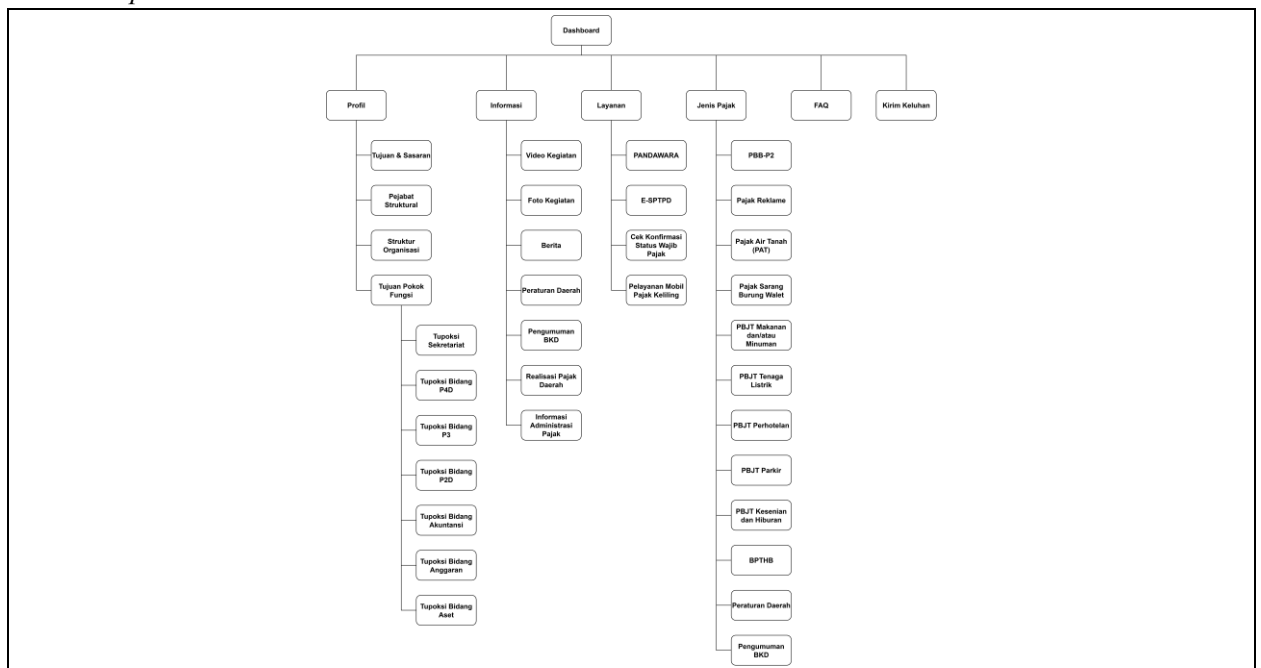 Dashboard
Profil
Informasi
Layanan
Jenis Pajak
FAQ
Kirim Keluhan
Tujuan & Sasaran
Pejabat
Struktural
Struktur
Organisasi
Tujuan Pokok
Fungsi
Tupoksi
Sekretariat
Tupoksi Bidang
P4D
Tupoksi Bidang
P3
Tupoksi Bidang
P2D
Tupoksi Bidang
Akuntansi
Tupoksi Bidang
Anggaran
Tupoksi Bidang
Aset
Video Kegiatan
Foto Kegiatan
Berita
Peraturan Daerah
Pengumuman
BKD
Realisasi Pajak
Daerah
Informasi
Administrasi
Pajak
PANDAWARA
E-SPTPD
Cek Konfirmasi
Status Wajib
Pajak
Pelayanan Mobil
Pajak Keliling
PBB-P2
Pajak Reklame
Pajak Air Tanah
(PAT)
Pajak Sarang
Burung Walet
PBJT Makanan
dan/atau
Minuman
PBJT Tenaga
Listrik
PBJT Perhotelan
PBJT Parkir
PBJT Kesenian
dan Hiburan
BPTHB
Peraturan Daerah
Pengumuman
BKD